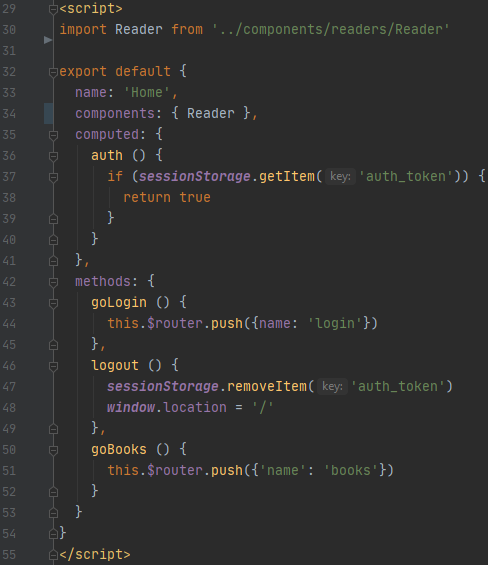 29 <script>
30 import Reader from '../components/readers/Reader'
31
32 export default {
33   name: 'Home',
34   components: { Reader },
35   computed: {
36     auth () {
37       if (sessionStorage.getItem( key: 'auth_token')) {
38         return true
39       }
40     }
41   },
42   methods: {
43     goLogin () {
44       this.$router.push({name: 'login'})
45     },
46     logout () {
47       sessionStorage.removeItem( key: 'auth_token')
48       window.location = '/'
49     },
50     goBooks () {
51       this.$router.push({'name': 'books'})
52     }
53   }
54 }
55 </script>